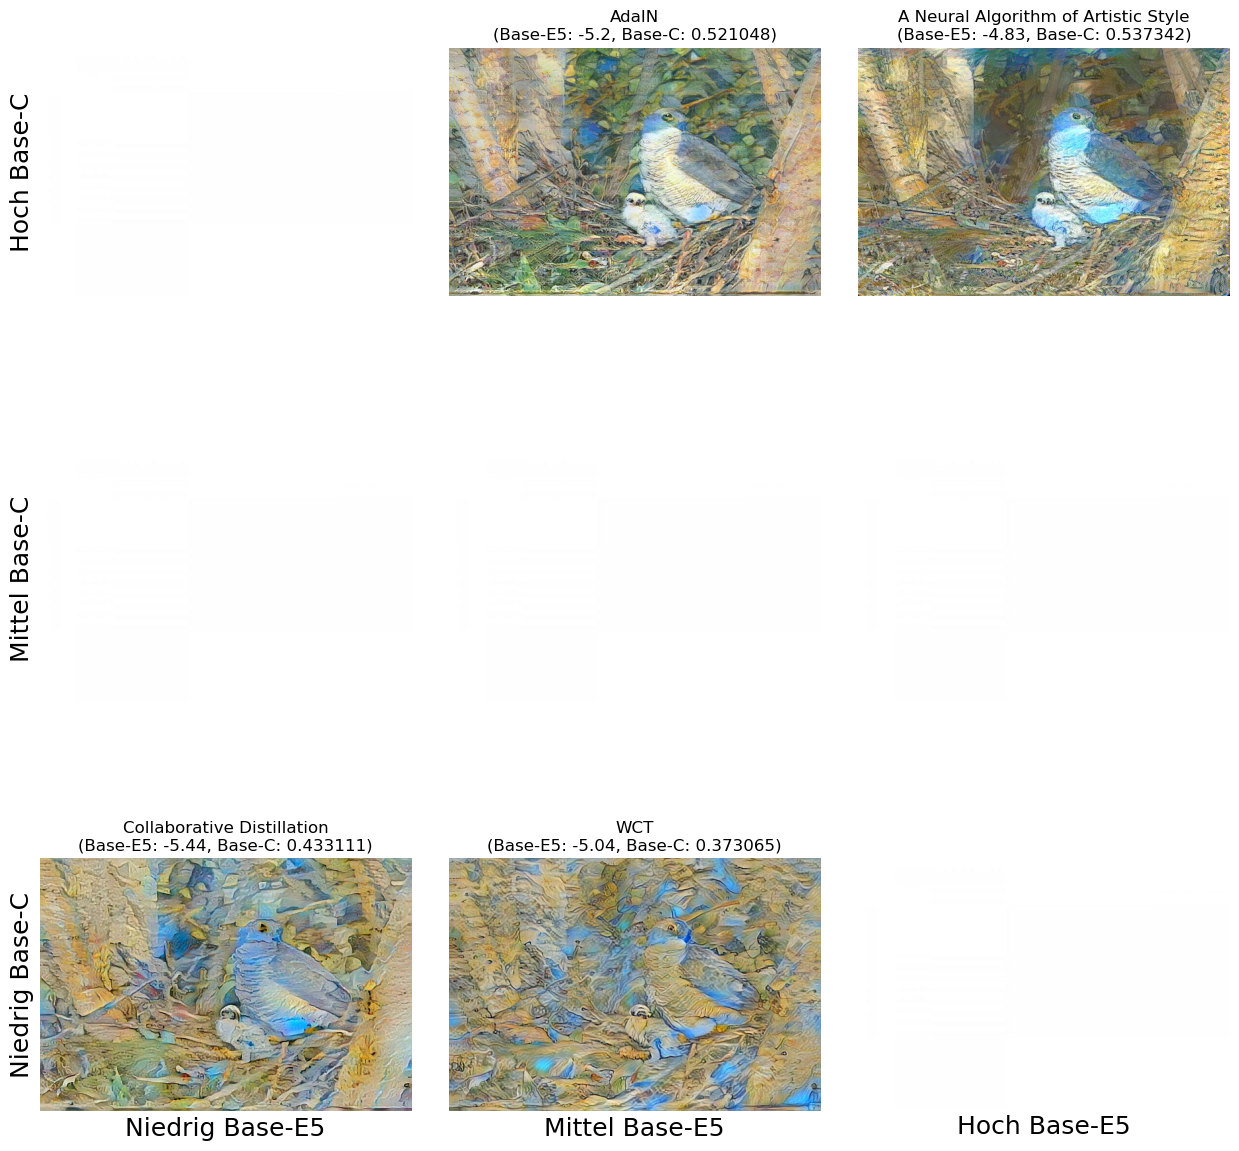 AdaIN
(Base-E5: -5.2, Base-C: 0.521048)
A Neural Algorithm of Artistic Style
(Base-E5: -4.83, Base-C: 0.537342)
Hoch Base-C
Mittel Base-C
Collaborative Distillation
(Base-E5: -5.44, Base-C: 0.433111)
WCT
(Base-E5: -5.04, Base-C: 0.373065)
Niedrig Base-C
Niedrig Base-E5
Mittel Base-E5
Hoch Base-E5